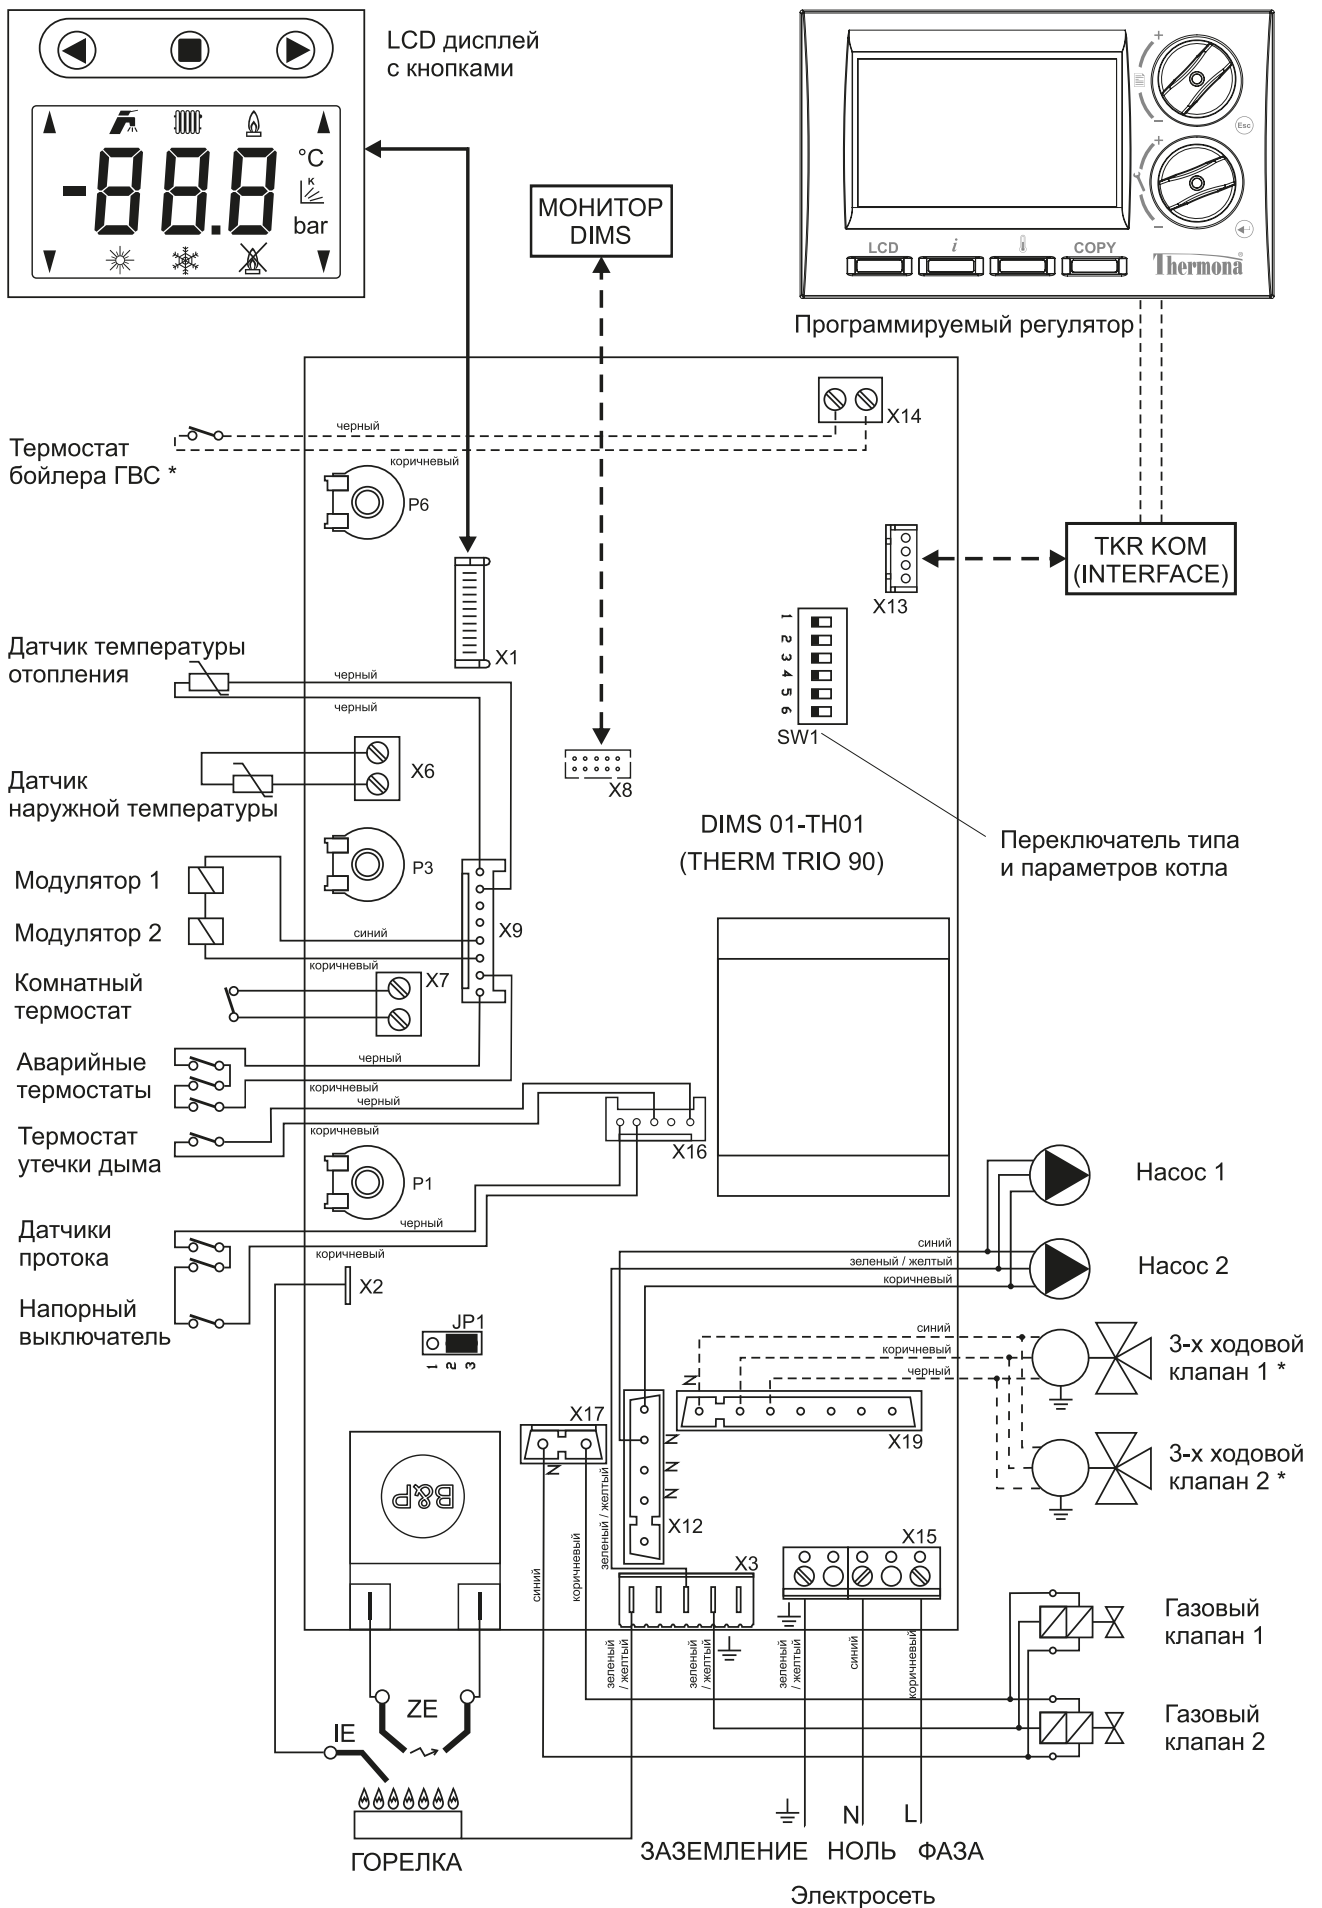 LCD дисплей
с кнопками
-88.8
°C
K
bar
МОНИТОР
DIMS
+
−
Esc
+
−
LCD
i
COPY
Thermona®
Программируемый регулятор
X14
черный
Термостат
бойлера ГВС *
коричневый
P6
TKR KOM
(INTERFACE)
X13
1
2
3
4
5
6
SW1
X1
Датчик температуры
отопления
черный
черный
X6
X8
Датчик
наружной температуры
DIMS 01-TH01
(THERM TRIO 90)
Переключатель типа
и параметров котла
P3
Модулятор 1
Модулятор 2
синий
X9
коричневый
X7
Комнатный
термостат
Аварийные
термостаты
черный
коричневый
черный
Термостат
утечки дыма
коричневый
X16
P1
Насос 1
Датчики
протока
черный
коричневый
синий
зеленый / желтый
коричневый
Насос 2
X2
Напорный
выключатель
JP1
1 2 3
синий
коричневый
черный
3-х ходовой
клапан 1 *
N
X19
X17
N
N
N
N
X12
3-х ходовой
клапан 2 *
B&P
зеленый / желтый
синий
коричневый
X3
X15
зеленый
/ желтый
зеленый
/ желтый
зеленый
/ желтый
синий
коричневый
Газовый
клапан 1
Газовый
клапан 2
ZE
IE
N
L
ГОРЕЛКА
ЗАЗЕМЛЕНИЕ НОЛЬ ФАЗА
Электросеть